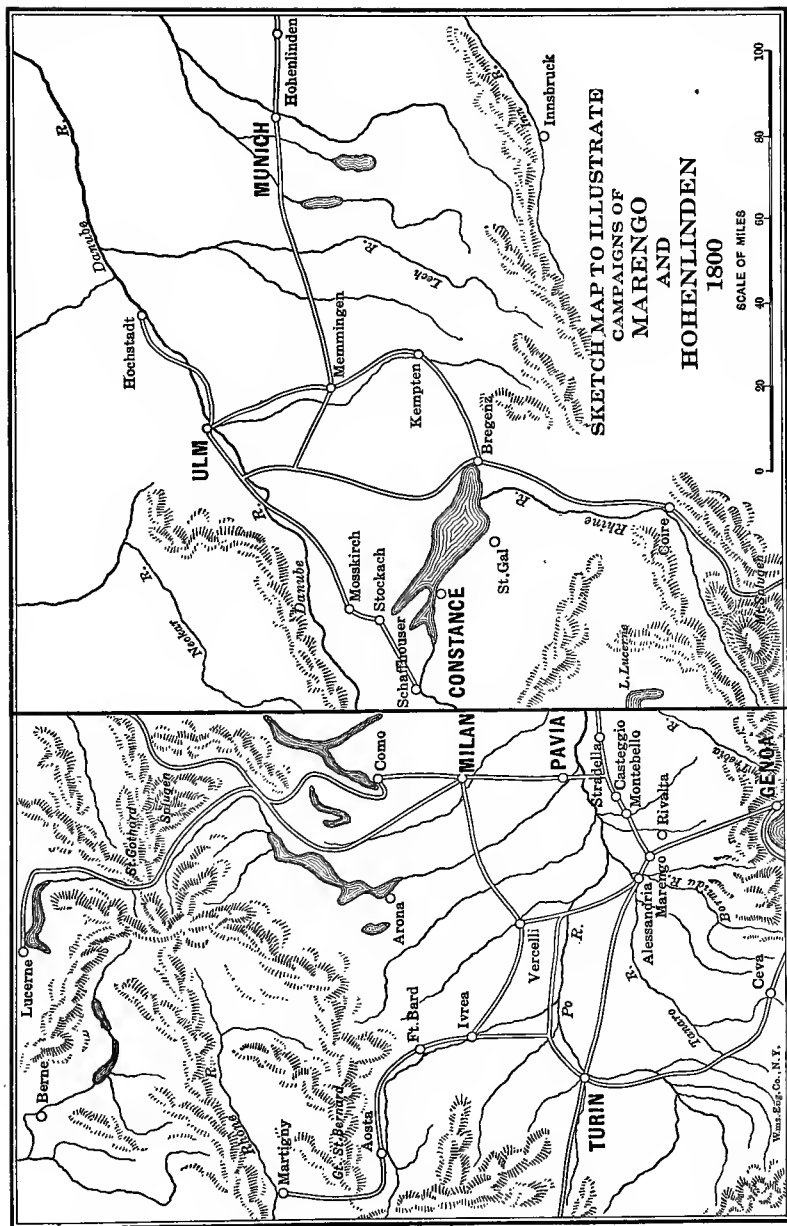 SKETCH MAP TO ILLUSTRATE
CAMPAIGNS OF
MARENGO
AND
HOHENLINDEN
1800
SCALE OF MILES
0 20 40 60 80 100
Danube R.
Hochstadt
ULM
MUNICH
Hohenlinden
Memmingen
Lech R.
Kempten
Inn R.
Innsbruck
Neckar R.
Danube R.
Mosskirch
Stockach
Schaffhouser
CONSTANCE
Bregenz
St. Gal
Rhine R.
Coire
L. Lucerne
Mt. Splugen
Lucerne
Berne
St. Gothard
Splugen
Rhone R.
Martigny
Gt. St. Bernard
Aosta
Ft. Bard
Ivrea
Arona
Como
MILAN
Vercelli
PAVIA
Po R.
TURIN
Stradella
Casteggio
Montebello
Rivalta
Trebia R.
Alessandria
Marengo
Bormida R.
Tanaro R.
Ceva
GENOA
Wms. Eng. Co., N.Y.